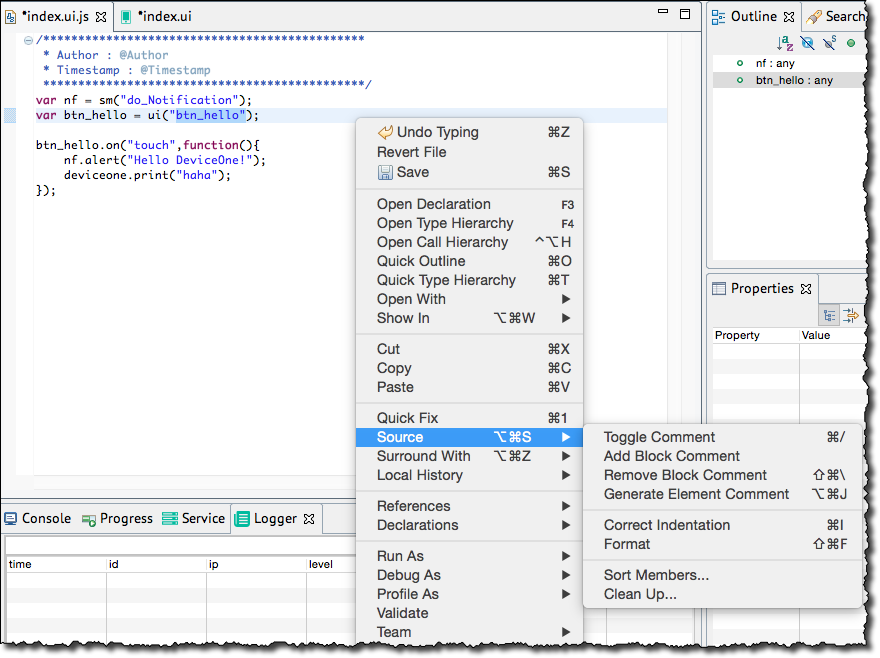 *index.ui.js
*index.ui
/**********************************************
* Author : @Author
* Timestamp : @Timestamp
**********************************************/
var nf = sm("do_Notification");
var btn_hello = ui("btn_hello");
btn_hello.on("touch",function(){
nf.alert("Hello DeviceOne!");
deviceone.print("haha");
});
Undo Typing ⌘Z
Revert File
Save ⌘S
Open Declaration F3
Open Type Hierarchy F4
Open Call Hierarchy ^⌥H
Quick Outline ⌘O
Quick Type Hierarchy ⌘T
Open With ▶
Show In ⌥⌘W ▶
Cut ⌘X
Copy ⌘C
Paste ⌘V
Quick Fix ⌘1
Source ⌥⌘S ▶
Surround With ⌥⌘Z ▶
Local History ▶
References ▶
Declarations ▶
Run As ▶
Debug As ▶
Profile As ▶
Validate
Team ▶
Toggle Comment ⌘/
Add Block Comment
Remove Block Comment ⇧⌘\
Generate Element Comment ⌥⌘J
Correct Indentation ⌘I
Format ⇧⌘F
Sort Members...
Clean Up...
Outline
Search
nf : any
btn_hello : any
Properties
Property Value
Console Progress Service Logger
time id ip level